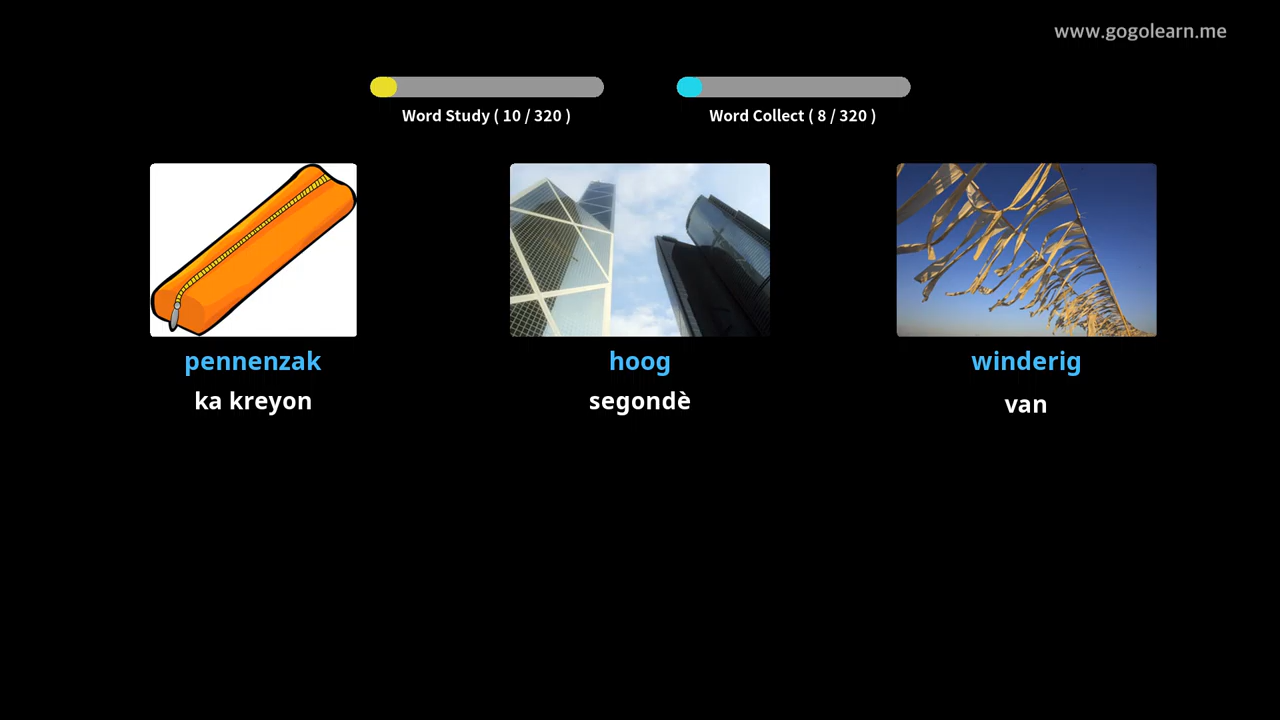 www.gogolearn.me
Word Study ( 10 / 320 )
Word Collect ( 8 / 320 )
pennenzak
ka kreyon
hoog
segondè
winderig
van